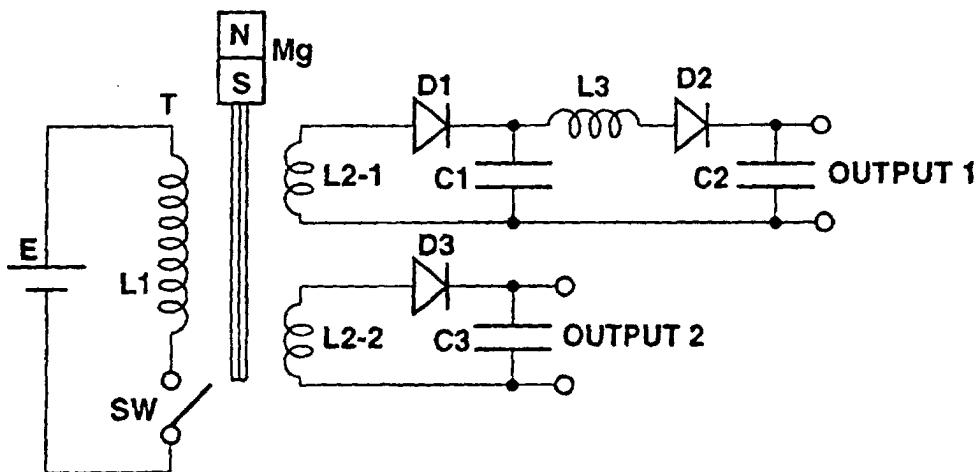 N
Mg
S
T
D1
L3
D2
L2-1
C1
C2
OUTPUT 1
E
L1
D3
L2-2
C3
OUTPUT 2
SW